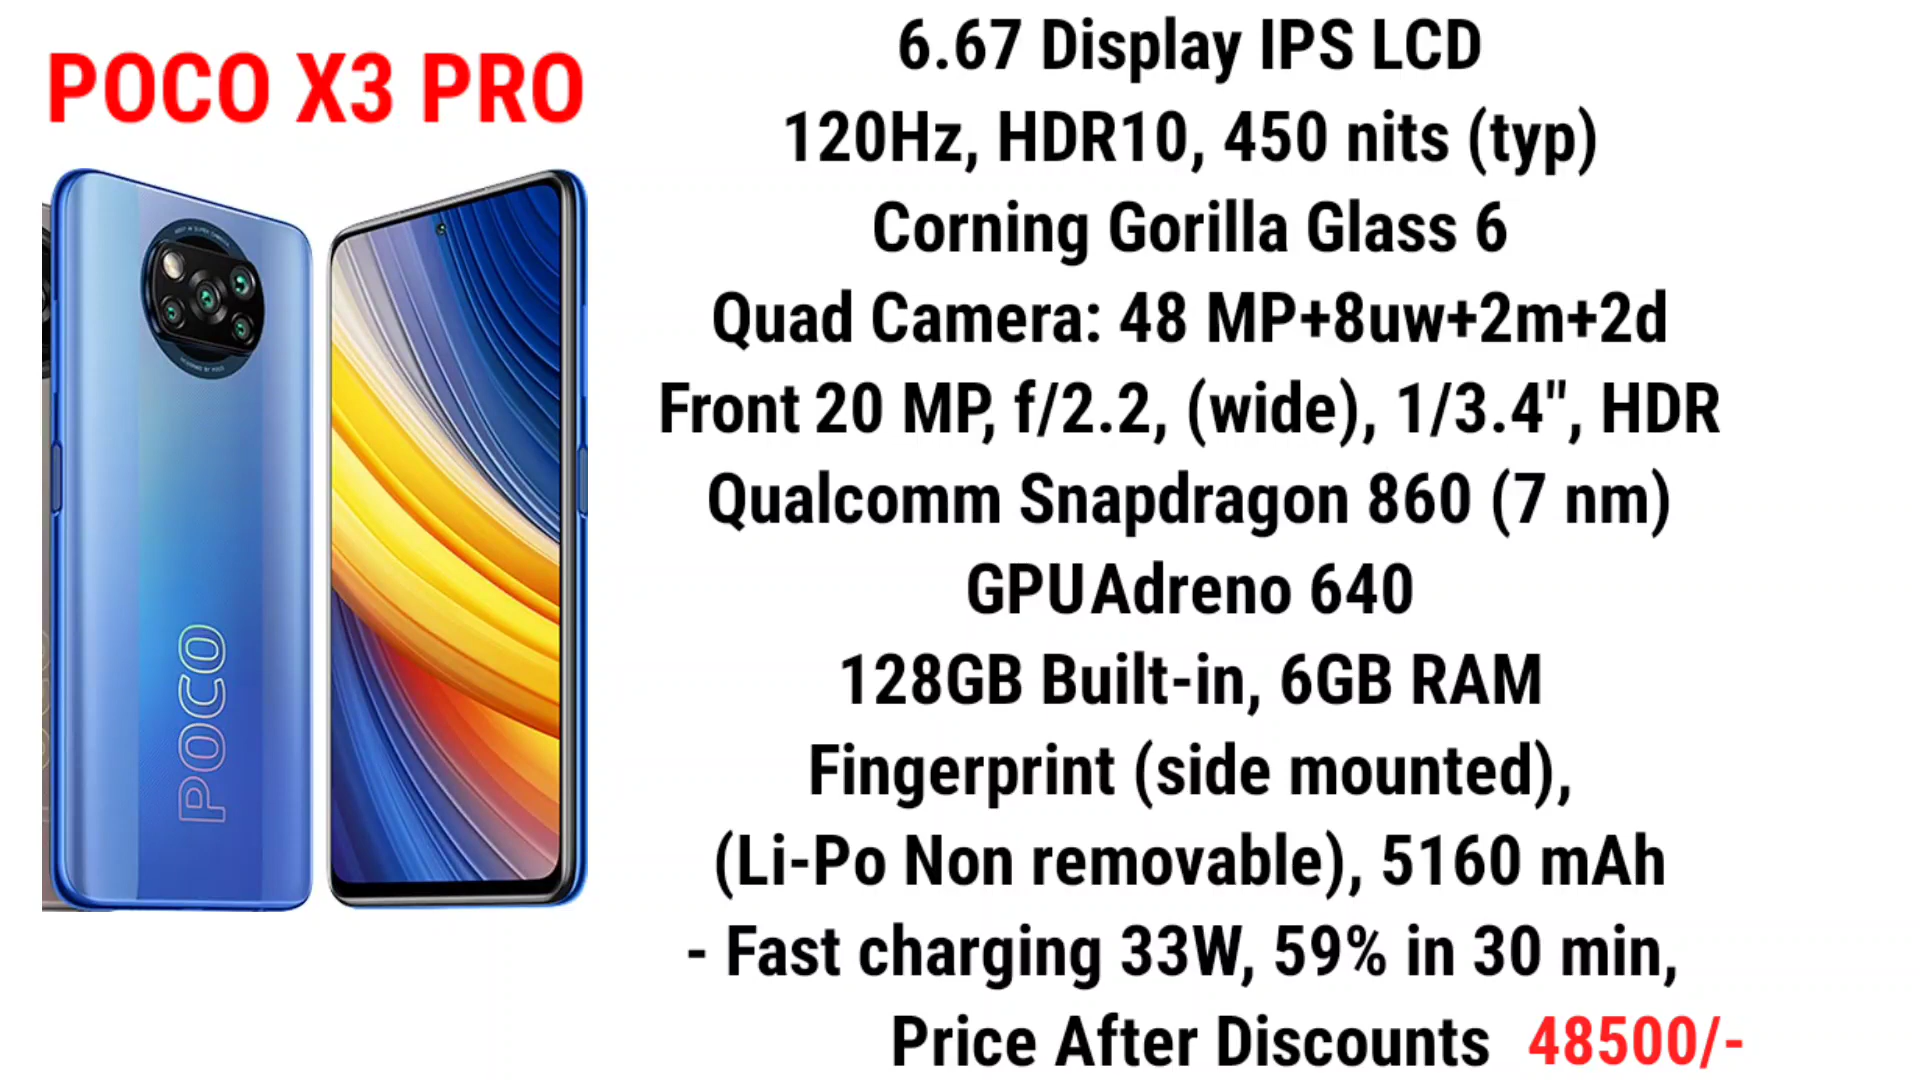 POCO X3 PRO
POCO
6.67 Display IPS LCD
120Hz, HDR10, 450 nits (typ)
Corning Gorilla Glass 6
Quad Camera: 48 MP+8uw+2m+2d
Front 20 MP, f/2.2, (wide), 1/3.4", HDR
Qualcomm Snapdragon 860 (7 nm)
GPUAdreno 640
128GB Built-in, 6GB RAM
Fingerprint (side mounted),
(Li-Po Non removable), 5160 mAh
- Fast charging 33W, 59% in 30 min,
Price After Discounts 48500/-